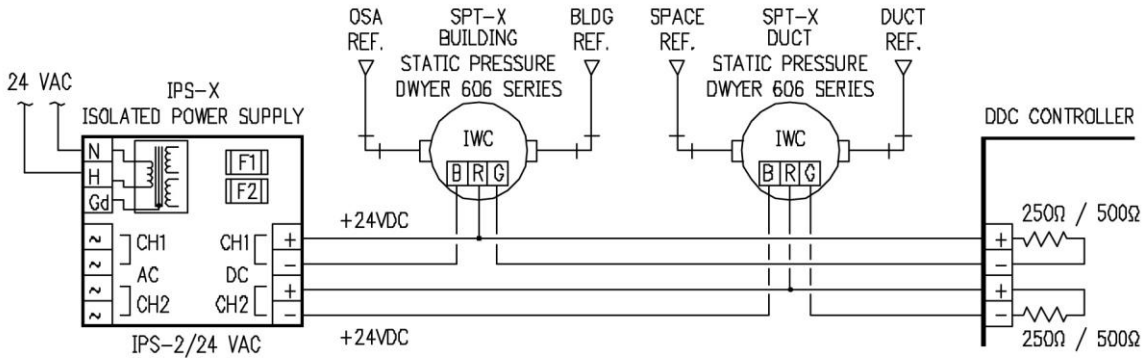 OSA
REF.
SPT-X
BUILDING
STATIC PRESSURE
DWYER 606 SERIES
BLDG
REF.
SPACE
REF.
SPT-X
DUCT
STATIC PRESSURE
DWYER 606 SERIES
DUCT
REF.
24 VAC
IPS-X
ISOLATED POWER SUPPLY
DDC CONTROLLER
IWC
B R G
IWC
B R G
N
H
Gd
F1
F2
~
~
~
~
CH1
AC
CH2
CH1
DC
CH2
+
-
+
-
+24VDC
+24VDC
IPS-2/24 VAC
250Ω / 500Ω
+
-
+
-
250Ω / 500Ω